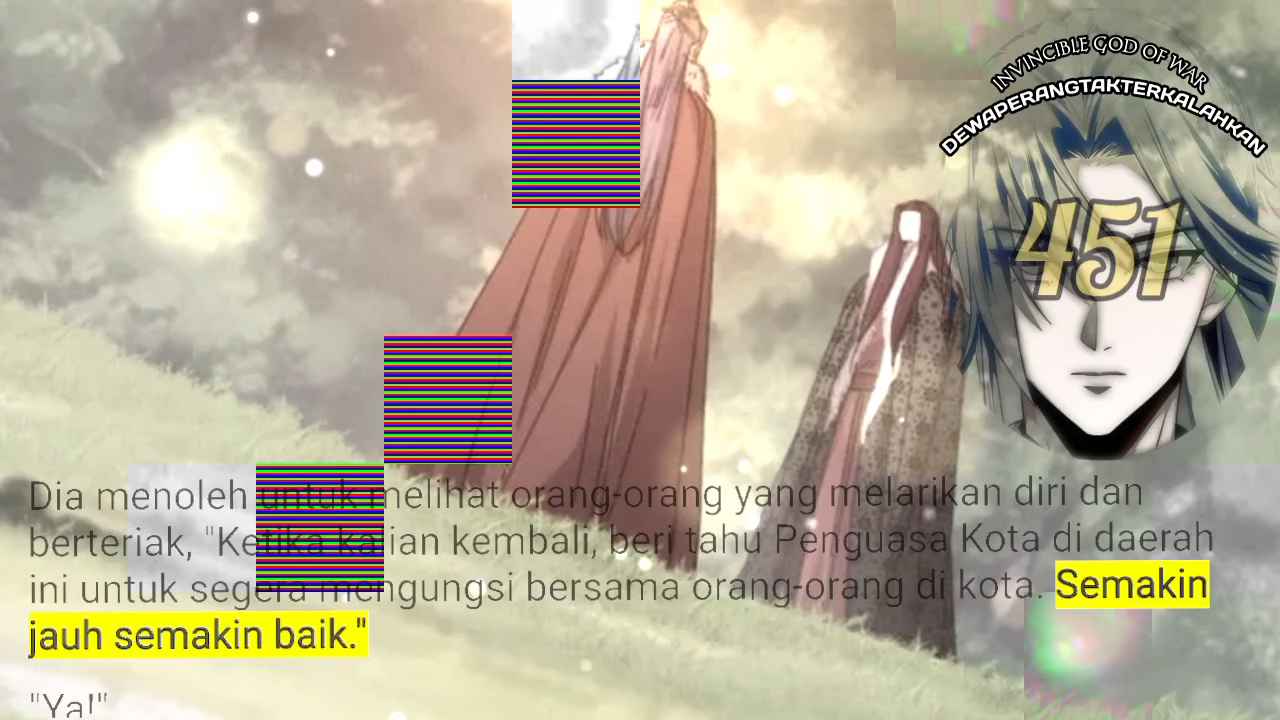 INVINCIBLE GOD OF WAR
DEWAPERANGTAKTERKALAHKAN
451
Dia menoleh untuk melihat orang-orang yang melarikan diri dan
berteriak, "Ketika kalian kembali, beri tahu Penguasa Kota di daerah
ini untuk segera mengungsi bersama orang-orang di kota. Semakin
jauh semakin baik."
"Ya!"